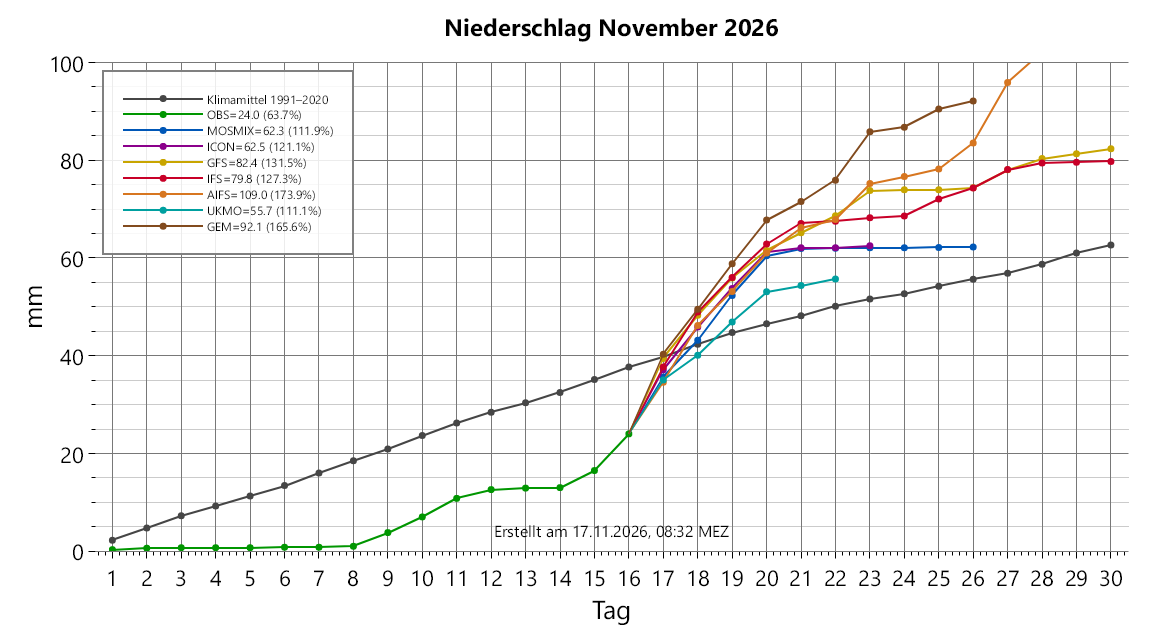 Niederschlag November 2026
100
80
60
40
20
0
mm
Klimamittel 1991–2020
OBS=24.0 (63.7%)
MOSMIX=62.3 (111.9%)
ICON=62.5 (121.1%)
GFS=82.4 (131.5%)
IFS=79.8 (127.3%)
AIFS=109.0 (173.9%)
UKMO=55.7 (111.1%)
GEM=92.1 (165.6%)
Erstellt am 17.11.2026, 08:32 MEZ
1 2 3 4 5 6 7 8 9 10 11 12 13 14 15 16 17 18 19 20 21 22 23 24 25 26 27 28 29 30
Tag